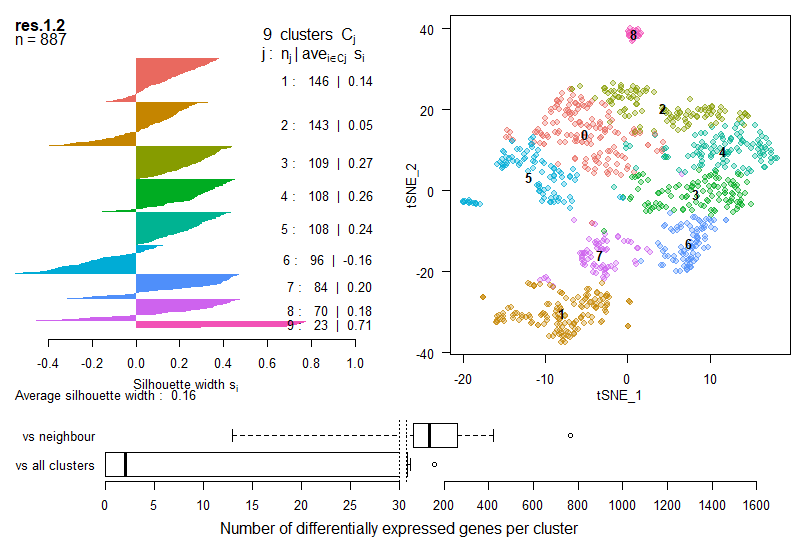 res.1.2
n = 887
9 clusters Cj
j : nj | ave i∈Cj si
1 : 146 | 0.14
2 : 143 | 0.05
3 : 109 | 0.27
4 : 108 | 0.26
5 : 108 | 0.24
6 : 96 | -0.16
7 : 84 | 0.20
8 : 70 | 0.18
9 : 23 | 0.71
-0.4 -0.2 0.0 0.2 0.4 0.6 0.8 1.0
Silhouette width si
Average silhouette width : 0.16
40
20
0
-20
-40
tSNE_2
8
2
0
4
5
3
6
7
1
-20 -10 0 10
tSNE_1
vs neighbour
vs all clusters
0 5 10 15 20 25 30 200 400 600 800 1000 1200 1400 1600
Number of differentially expressed genes per cluster